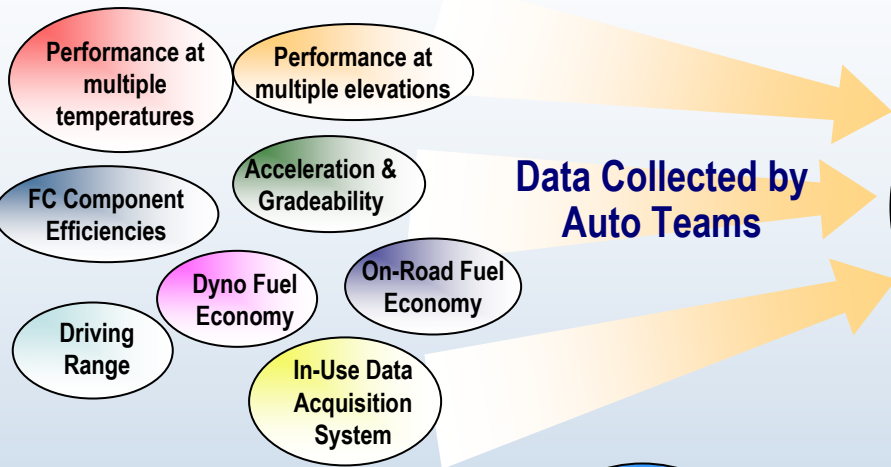 Performance at
multiple
temperatures
Performance at
multiple elevations
Acceleration &
Gradeability
FC Component
Efficiencies
Data Collected by
Auto Teams
Dyno Fuel
Economy
On-Road Fuel
Economy
Driving
Range
In-Use Data
Acquisition
System